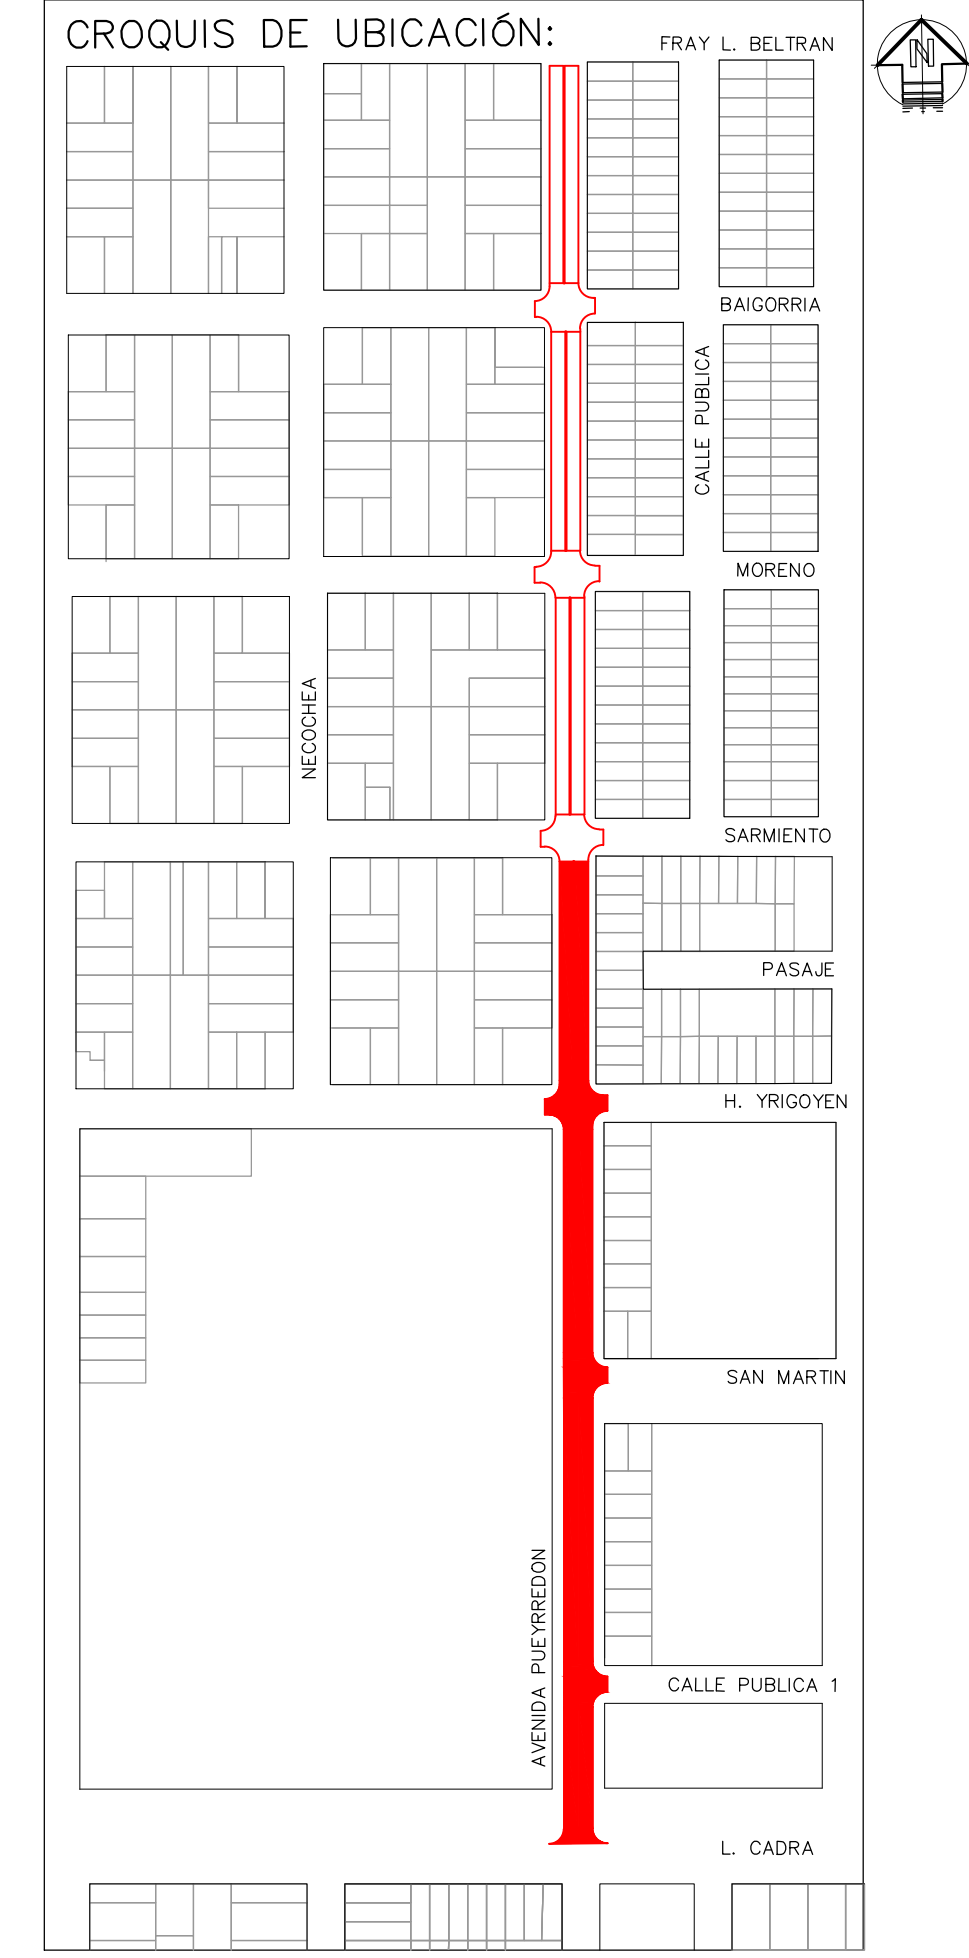 CROQUIS DE UBICACIÓN:
FRAY L. BELTRAN
N
BAIGORRIA
CALLE PUBLICA
MORENO
NECOCHEA
SARMIENTO
PASAJE
H. YRIGOYEN
SAN MARTIN
AVENIDA PUEYRREDON
CALLE PUBLICA 1
L. CADRA